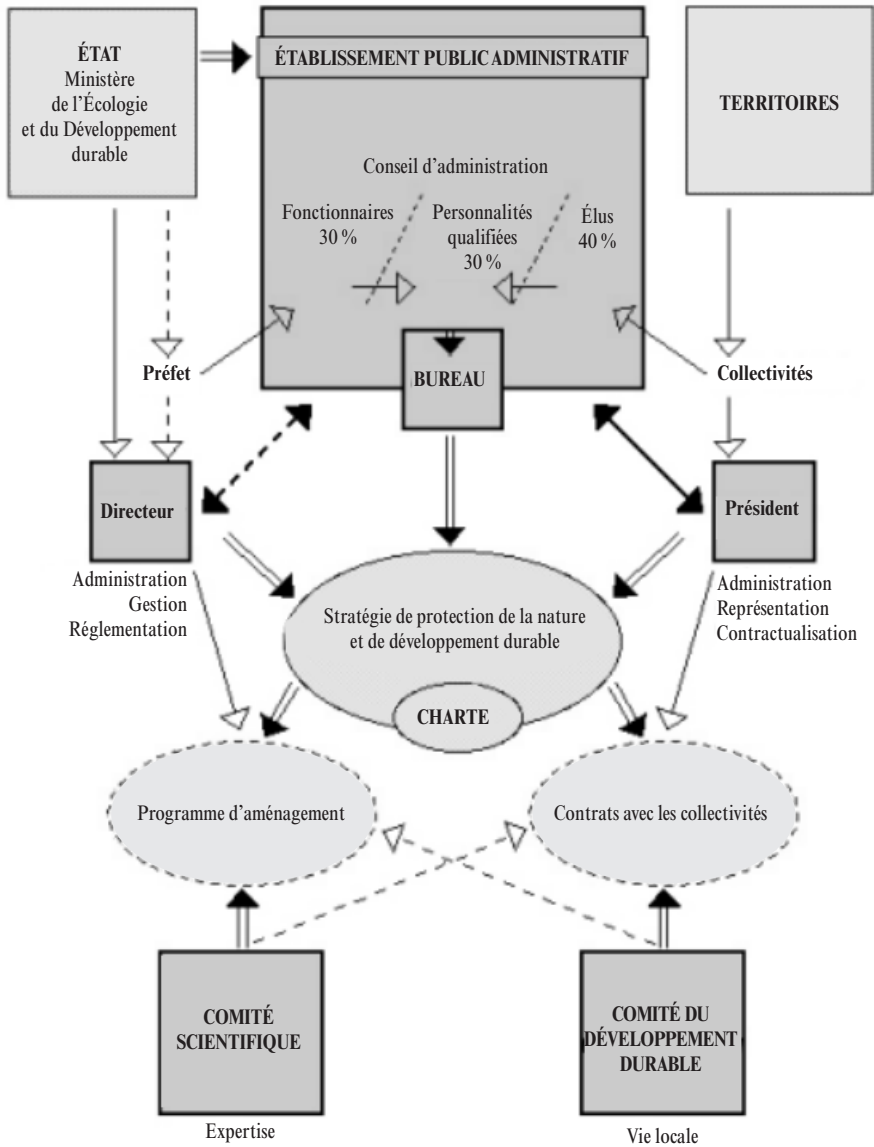 ÉTAT
Ministère
de l'Écologie
et du Développement
durable
ÉTABLISSEMENT PUBLIC ADMINISTRATIF
TERRITOIRES
Conseil d'administration
Fonctionnaires
30 %
Personnalités
qualifiées
30 %
Élus
40 %
Préfet
BUREAU
Collectivités
Directeur
Président
Administration
Gestion
Réglementation
Administration
Représentation
Contractualisation
Stratégie de protection de la nature
et de développement durable
CHARTE
Programme d'aménagement
Contrats avec les collectivités
COMITÉ
SCIENTIFIQUE
COMITÉ DU
DÉVELOPPEMENT
DURABLE
Expertise
Vie locale